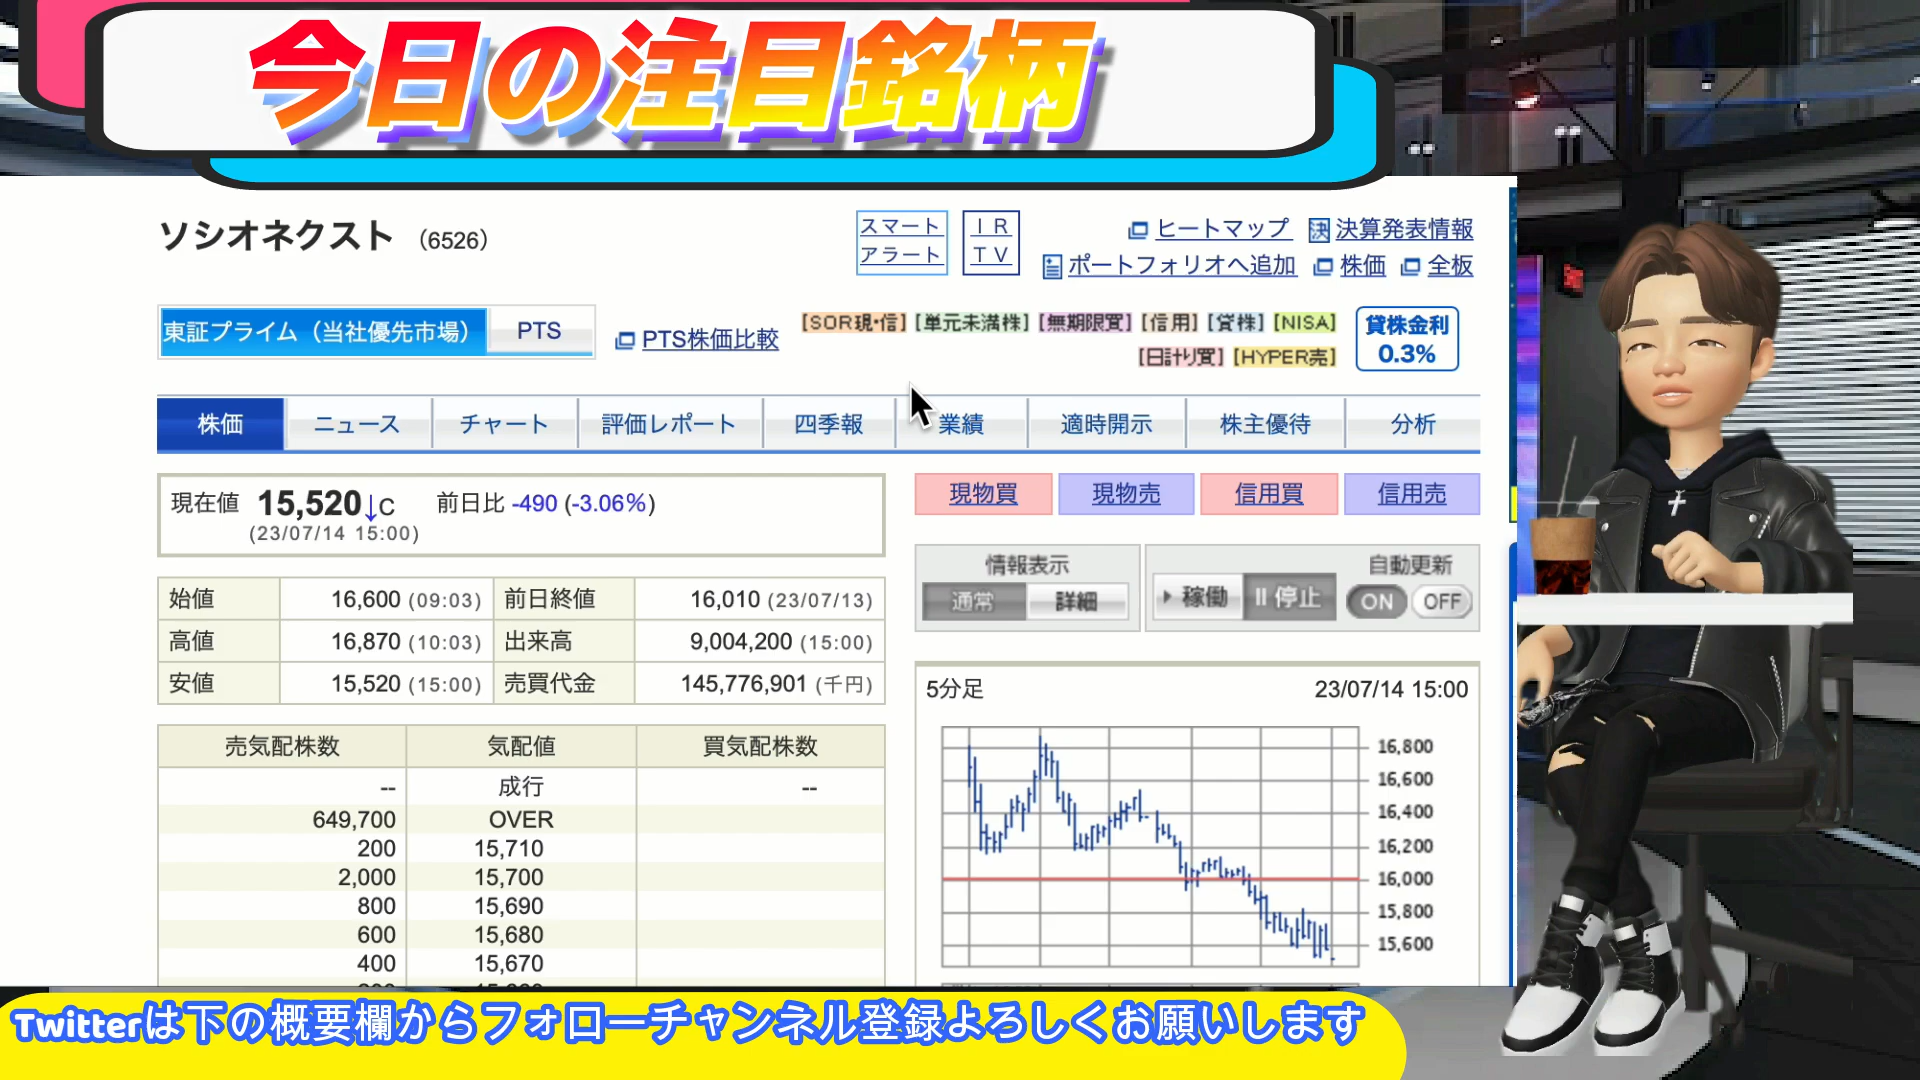 今日の注目銘柄
ソシオネクスト (6526)
スマート
アラート
IR
TV
ヒートマップ 決 決算発表情報
ポートフォリオへ追加 株価 全板
東証プライム（当社優先市場） PTS PTS株価比較
[SOR現・信] [単元未満株] [無期限買] [信用] [貸株] [NISA]
[日計り買] [HYPER売]
貸株金利
0.3%
株価 ニュース チャート 評価レポート 四季報 業績 適時開示 株主優待 分析
現在値 15,520↓C 前日比 -490 (-3.06%)
(23/07/14 15:00)
現物買 現物売 信用買 信用売
始値 16,600 (09:03) 前日終値 16,010 (23/07/13)
高値 16,870 (10:03) 出来高 9,004,200 (15:00)
安値 15,520 (15:00) 売買代金 145,776,901 (千円)
情報表示
通常 詳細
自動更新
稼働 停止 ON OFF
売気配株数 気配値 買気配株数
-- 成行 --
649,700 OVER
200 15,710
2,000 15,700
800 15,690
600 15,680
400 15,670
5分足 23/07/14 15:00
16,800
16,600
16,400
16,200
16,000
15,800
15,600
Twitterは下の概要欄からフォローチャンネル登録よろしくお願いします